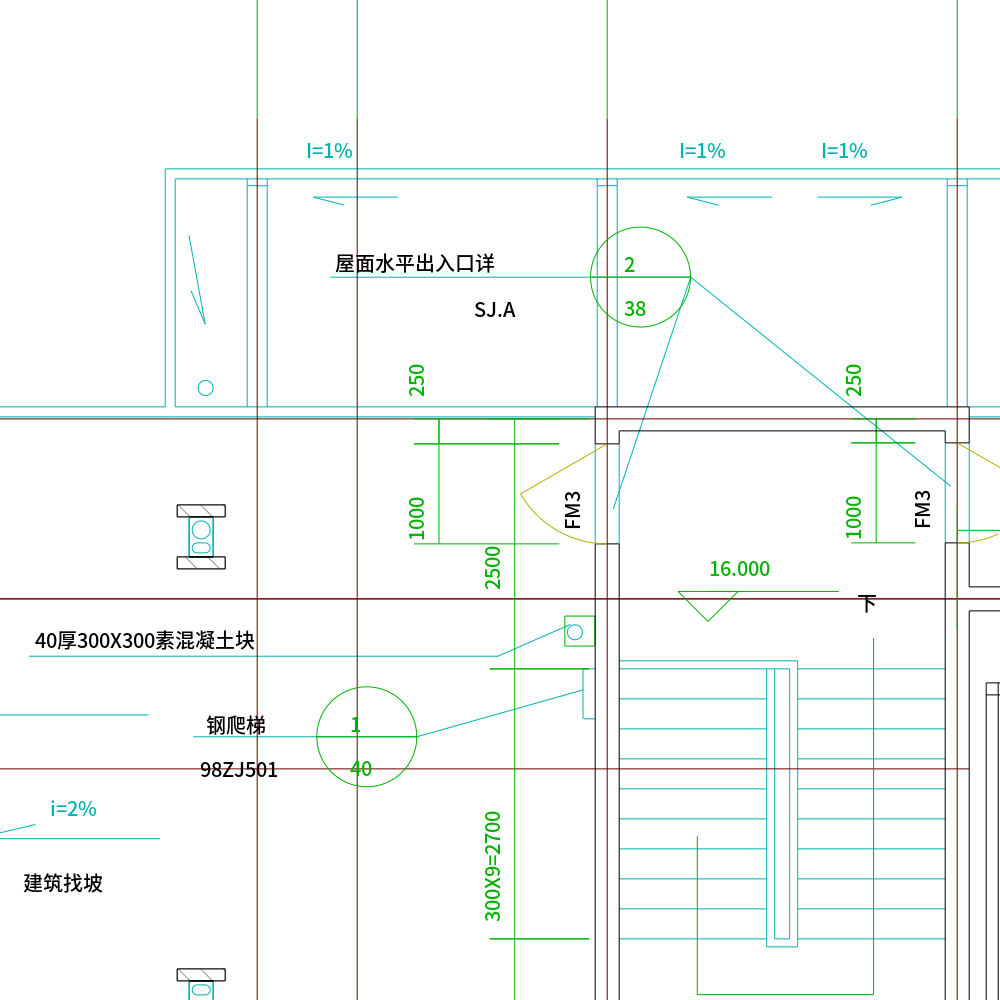 I=1%
I=1%
I=1%
屋面水平出入口详
2
SJ.A
38
250
250
FM3
FM3
1000
1000
2500
16.000
下
40厚300X300素混凝土块
钢爬梯
1
98ZJ501
40
i=2%
300X9=2700
建筑找坡